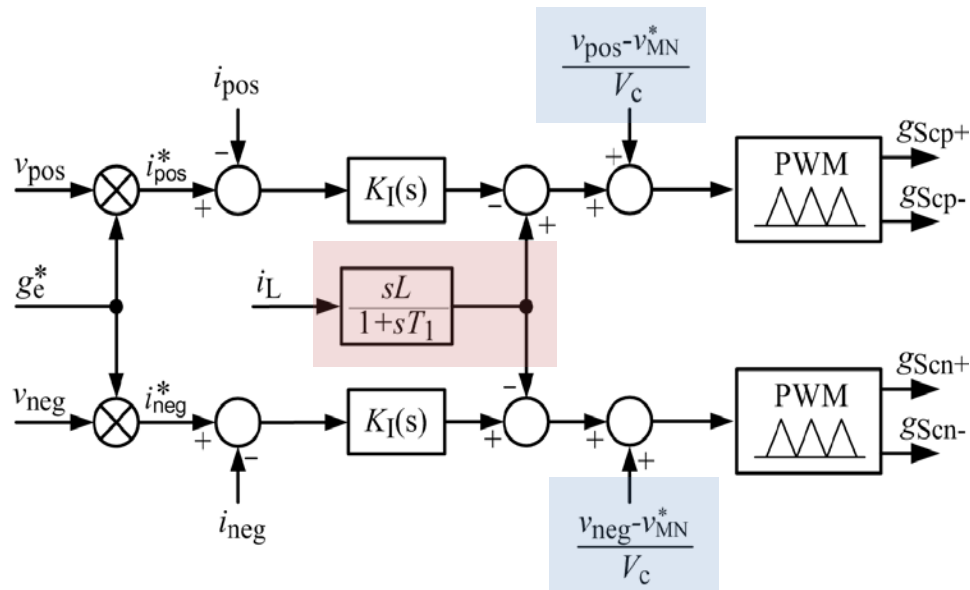 v_pos-v*_MN
V_c
i_pos
-
+
g_Scp+
v_pos
i*_pos
+
K_I(s)
-
+
+
PWM
g_Scp-
g_e*
i_L
sL
1+sT_1
-
g_Scn+
v_neg
i*_neg
+
-
K_I(s)
+
+
+
PWM
g_Scn-
i_neg
v_neg-v*_MN
V_c